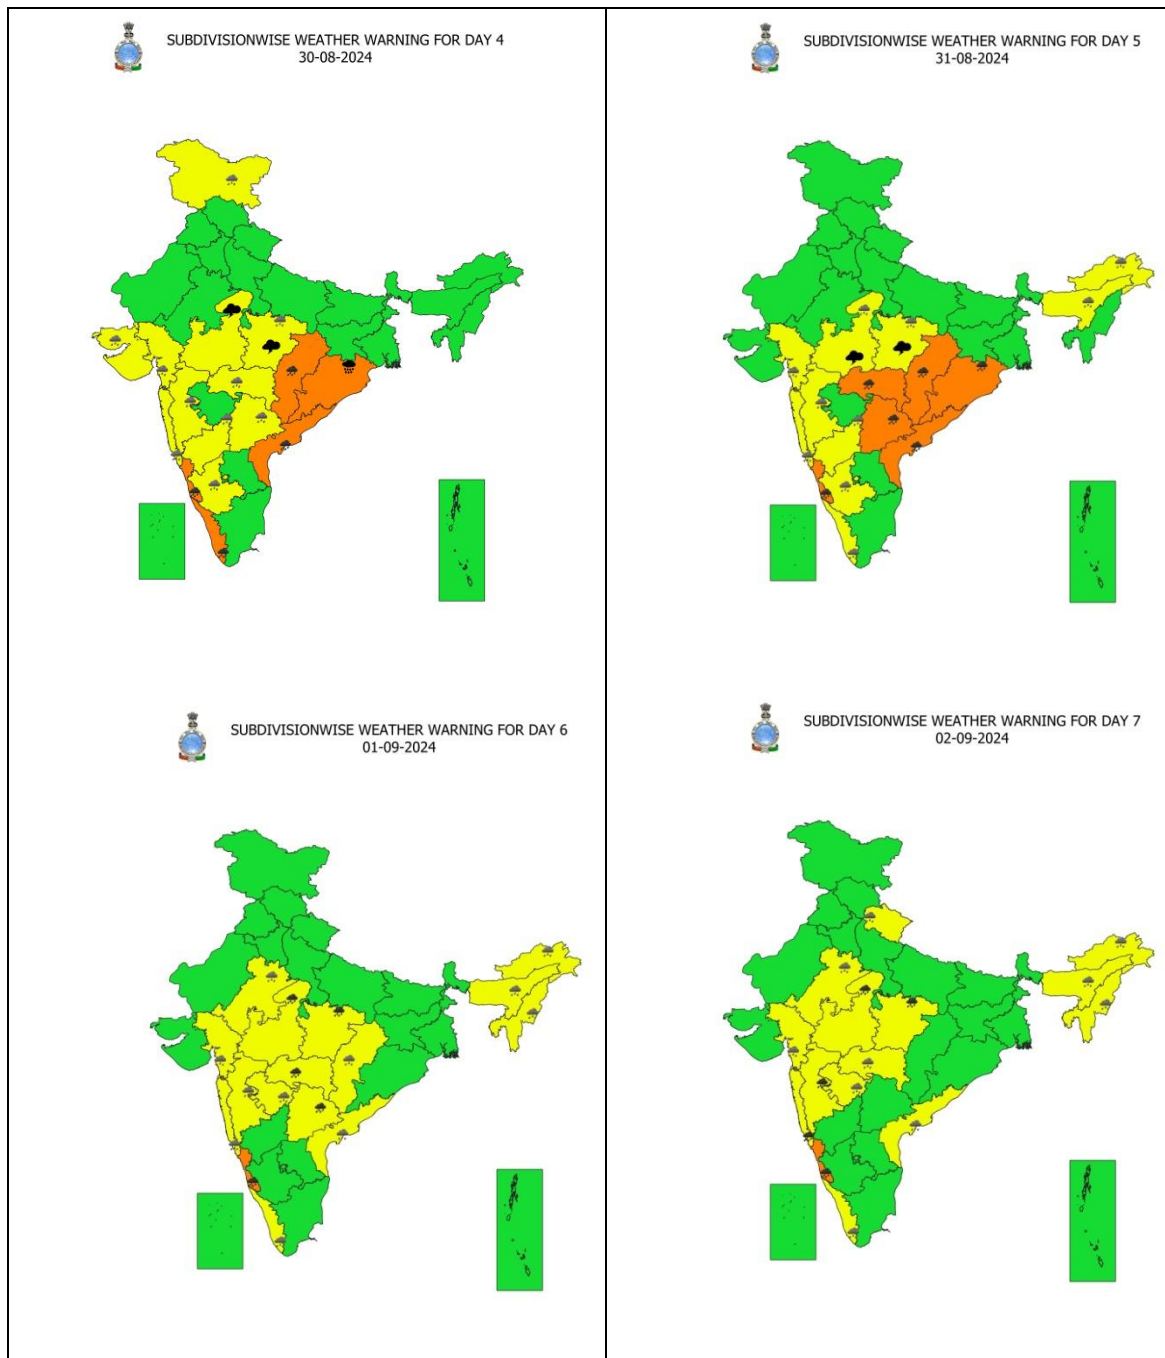 SUBDIVISIONWISE WEATHER WARNING FOR DAY 4
30-08-2024
SUBDIVISIONWISE WEATHER WARNING FOR DAY 5
31-08-2024
SUBDIVISIONWISE WEATHER WARNING FOR DAY 6
01-09-2024
SUBDIVISIONWISE WEATHER WARNING FOR DAY 7
02-09-2024